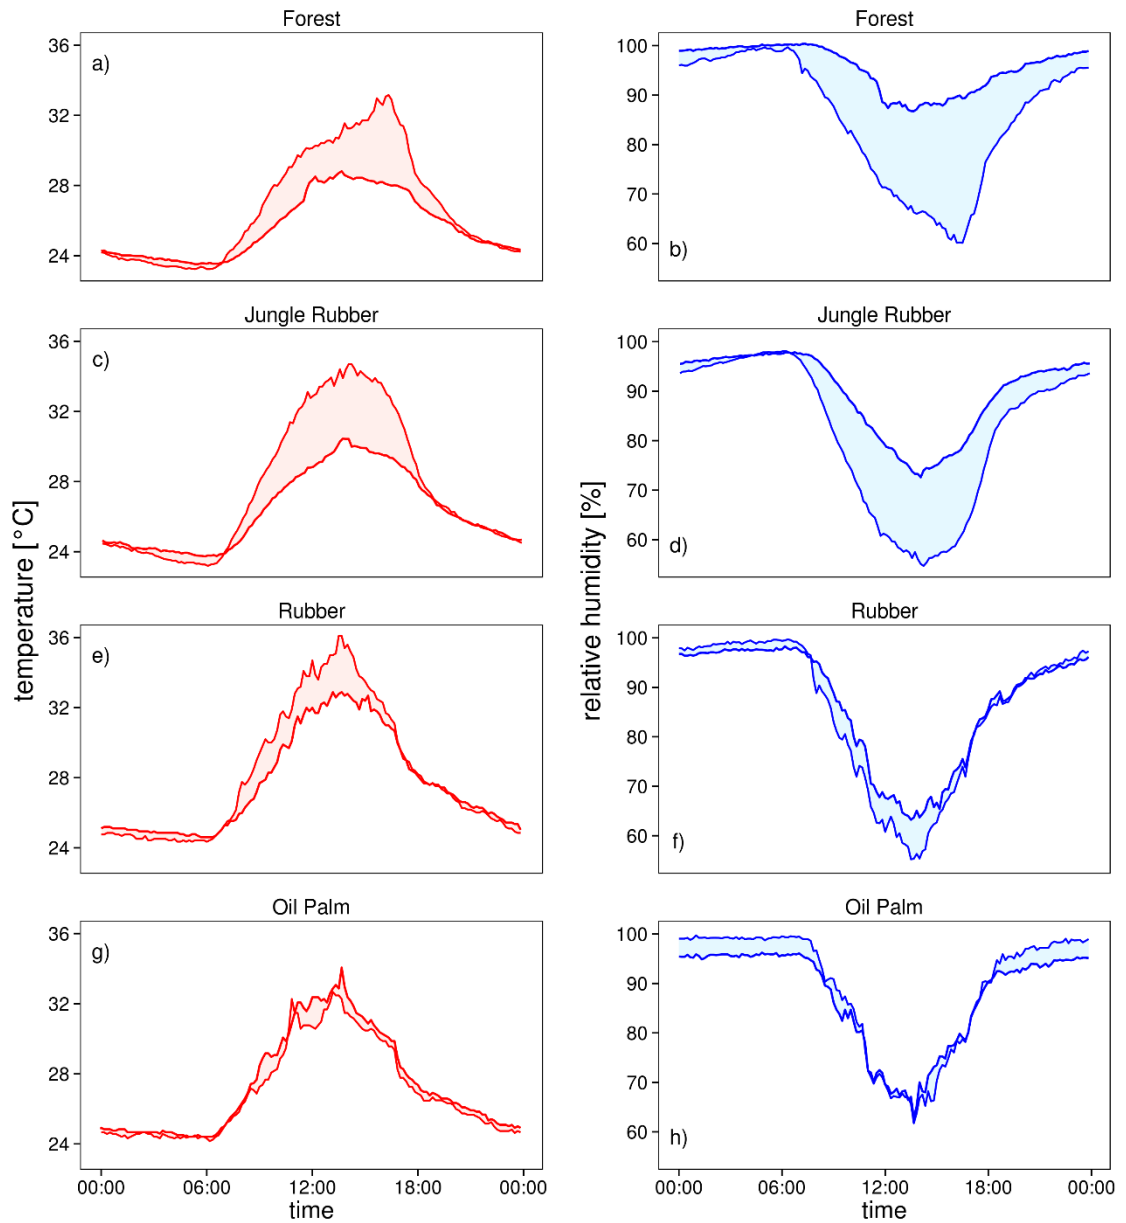 Forest
Forest
36
32
28
24
a)
100
90
80
70
60
b)
Jungle Rubber
Jungle Rubber
36
32
28
24
c)
100
90
80
70
60
d)
temperature [°C]
relative humidity [%]
Rubber
Rubber
36
32
28
24
e)
100
90
80
70
60
f)
Oil Palm
Oil Palm
36
32
28
24
g)
100
90
80
70
60
h)
00:00 06:00 12:00 18:00 00:00
00:00 06:00 12:00 18:00 00:00
time
time